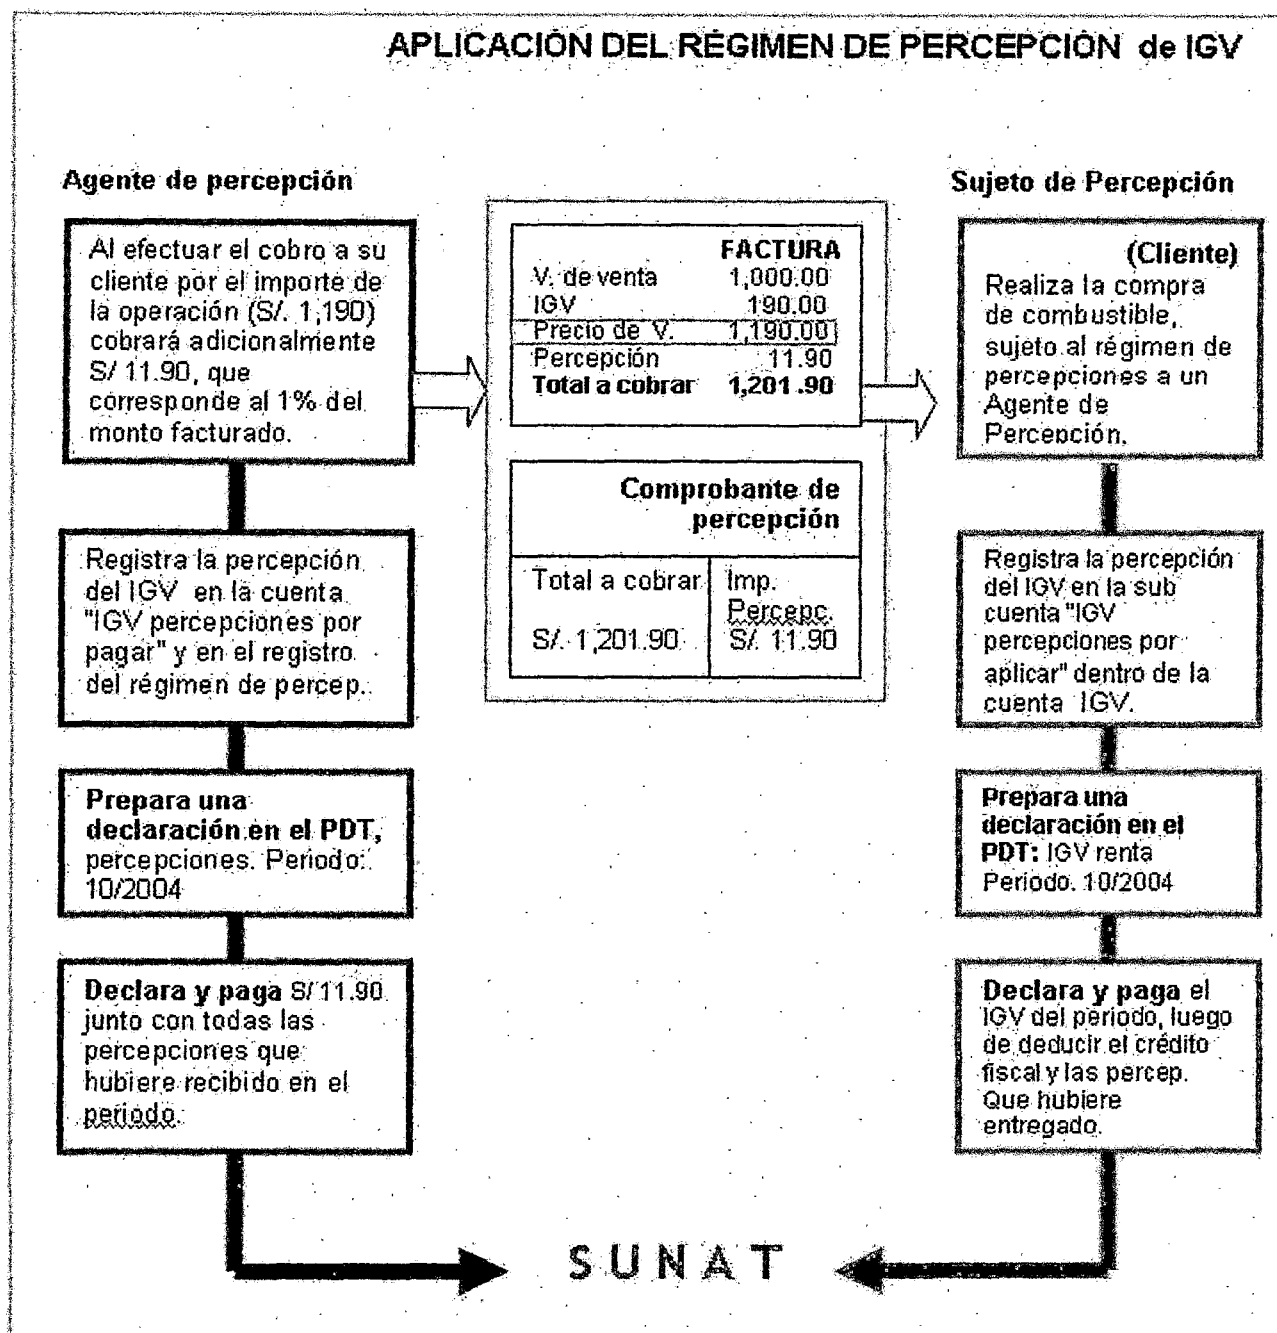 APLICACIÓN DEL RÉGIMEN DE PERCEPCIÓN de IGV
Agente de percepción
Al efectuar el cobro a su
cliente por el importe de
la operación (S/. 1,190)
cobrará adicionalmente
S/ 11.90, que
corresponde al 1% del
monto facturado.
Registra la percepción
del IGV en la cuenta
"IGV percepciones por
pagar" y en el registro
del régimen de percep.
Prepara una
declaración en el PDT,
percepciones. Periodo:
10/2004
Declara y paga S/ 11.90
junto con todas las
percepciones que
hubiere recibido en el
periodo.
FACTURA
V. de venta 1,000.00
IGV 190.00
Precio de V. 1,190.00
Percepción 11.90
Total a cobrar 1,201.90
Comprobante de
percepción
Total a cobrar
S/. 1,201.90
Imp.
Percepc.
S/. 11.90
Sujeto de Percepción
(Cliente)
Realiza la compra
de combustible,
sujeto al régimen de
percepciones a un
Agente de
Percepción.
Registra la percepción
del IGV en la sub
cuenta "IGV
percepciones por
aplicar" dentro de la
cuenta IGV.
Prepara una
declaración en el
PDT: IGV renta
Periodo. 10/2004
Declara y paga el
IGV del periodo, luego
de deducir el crédito
fiscal y las percep.
Que hubiere
entregado.
SUNAT